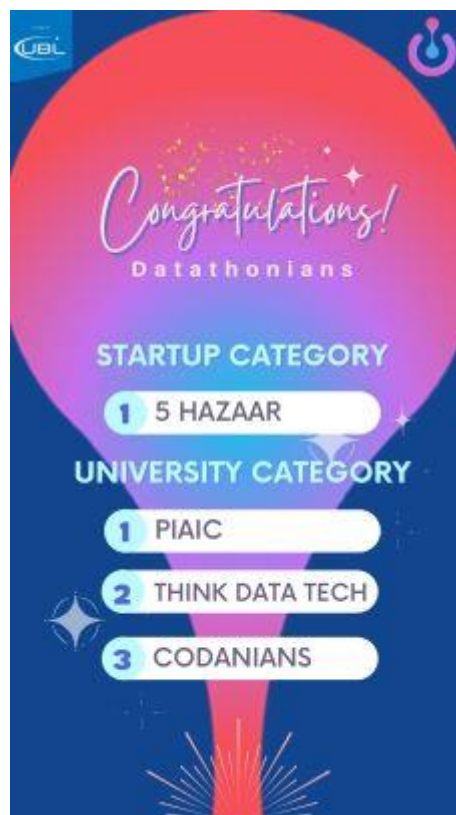 UBL
Congratulations!
Datathonians
STARTUP CATEGORY
1 5 HAZAAR
UNIVERSITY CATEGORY
1 PIAIC
2 THINK DATA TECH
3 CODANIANS